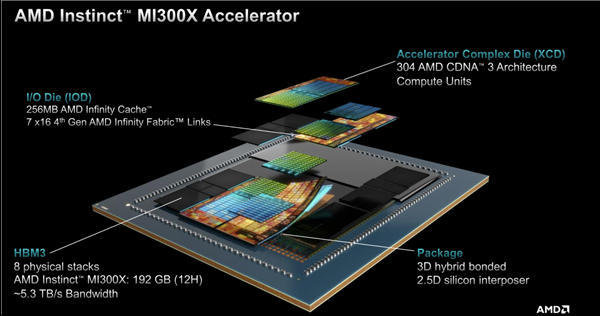 AMD Instinct™ MI300X Accelerator
Accelerator Complex Die (XCD)
304 AMD CDNA™ 3 Architecture
Compute Units
I/O Die (IOD)
256MB AMD Infinity Cache™
7 x16 4th Gen AMD Infinity Fabric™ Links
HBM3
8 physical stacks
AMD Instinct™ MI300X: 192 GB (12H)
~5.3 TB/s Bandwidth
Package
3D hybrid bonded
2.5D silicon interposer
AMD